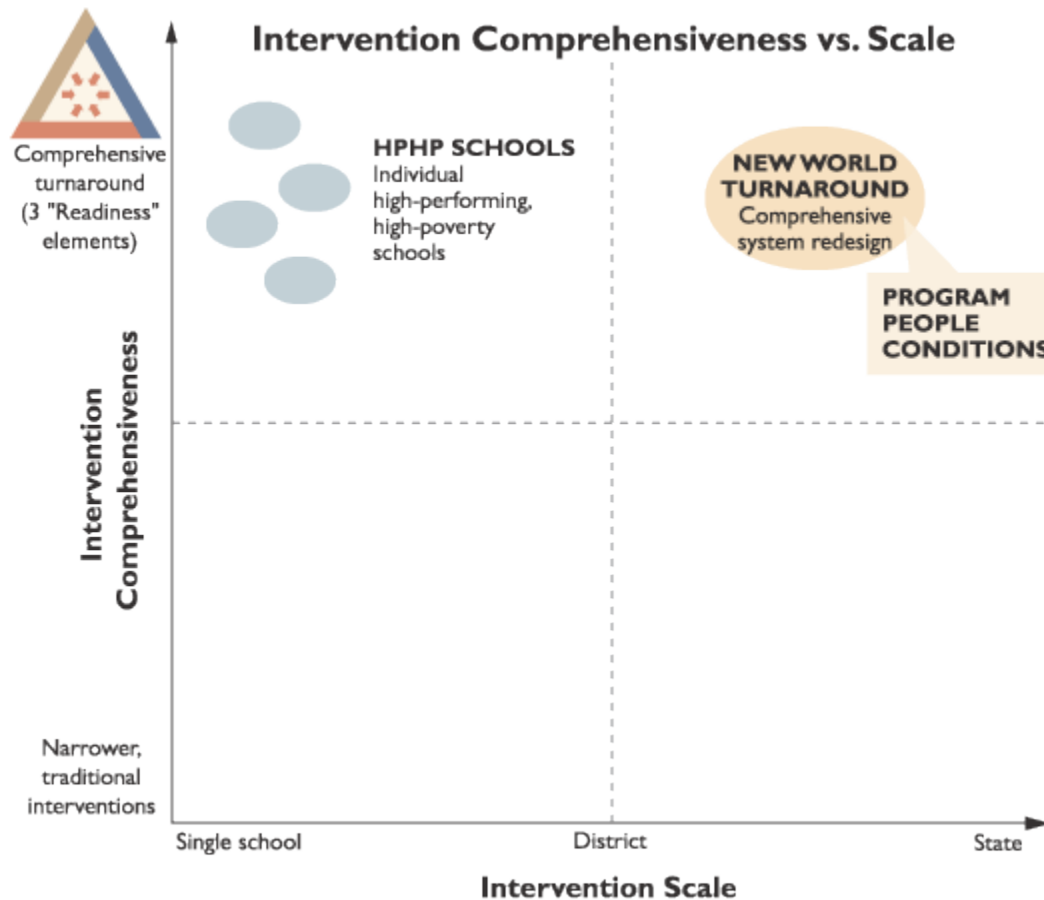 Intervention Comprehensiveness vs. Scale
Comprehensive
turnaround
(3 "Readiness"
elements)
HPHP SCHOOLS
Individual
high-performing,
high-poverty
schools
NEW WORLD
TURNAROUND
Comprehensive
system redesign
PROGRAM
PEOPLE
CONDITIONS
Intervention
Comprehensiveness
Narrower,
traditional
interventions
Single school
District
State
Intervention Scale